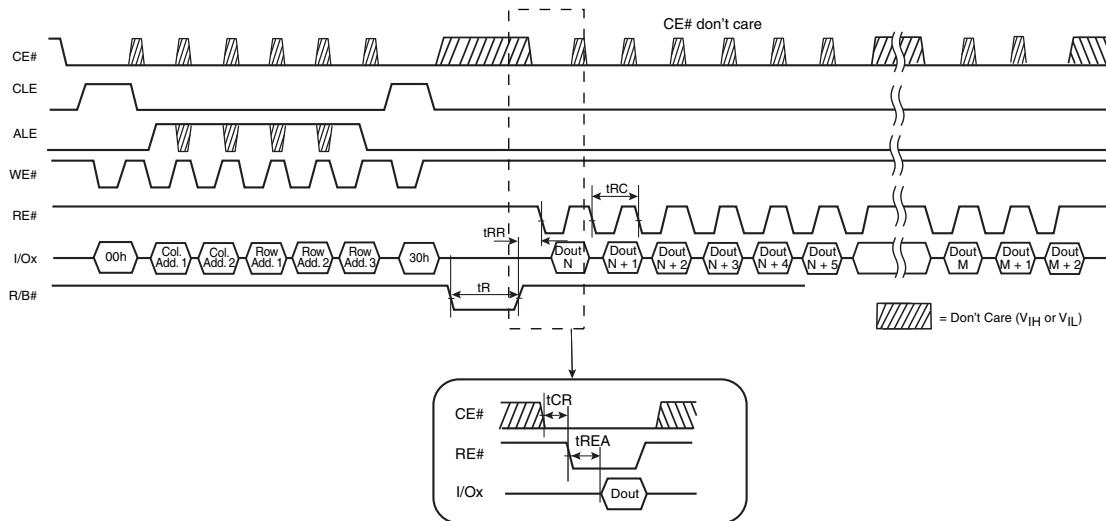 CE# don't care
CE#
CLE
ALE
WE#
tRC
RE#
tRR
I/Ox 00h Col. Add. 1 Col. Add. 2 Row Add. 1 Row Add. 2 Row Add. 3 30h Dout N Dout N + 1 Dout N + 2 Dout N + 3 Dout N + 4 Dout N + 5 Dout M Dout M + 1 Dout M + 2
tR
R/B#
= Don't Care (VIH or VIL)
tCR
CE#
tREA
RE#
I/Ox Dout